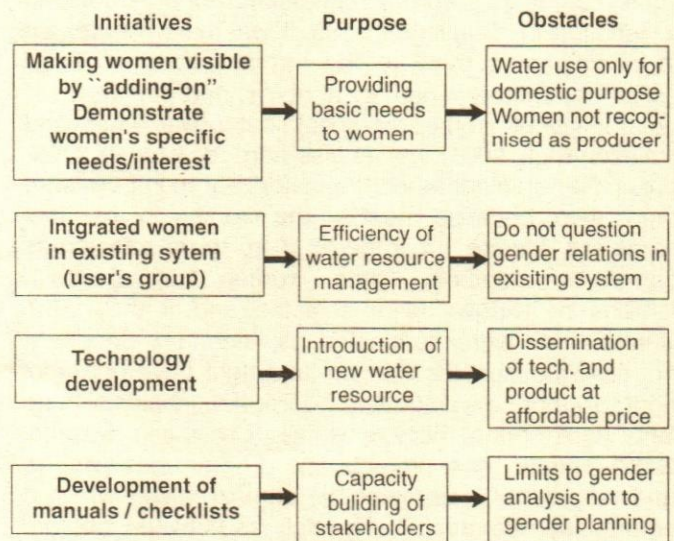 Initiatives
Purpose
Obstacles
Making women visible
by ``adding-on"
Demonstrate
women's specific
needs/interest
Providing
basic needs
to women
Water use only for
domestic purpose
Women not recog-
nised as producer
Intgrated women
in existing sytem
(user's group)
Efficiency of
water resource
management
Do not question
gender relations in
exisiting system
Technology
development
Introduction of
new water
resource
Dissemination
of tech. and
product at
affordable price
Development of
manuals / checklists
Capacity
buliding of
stakeholders
Limits to gender
analysis not to
gender planning